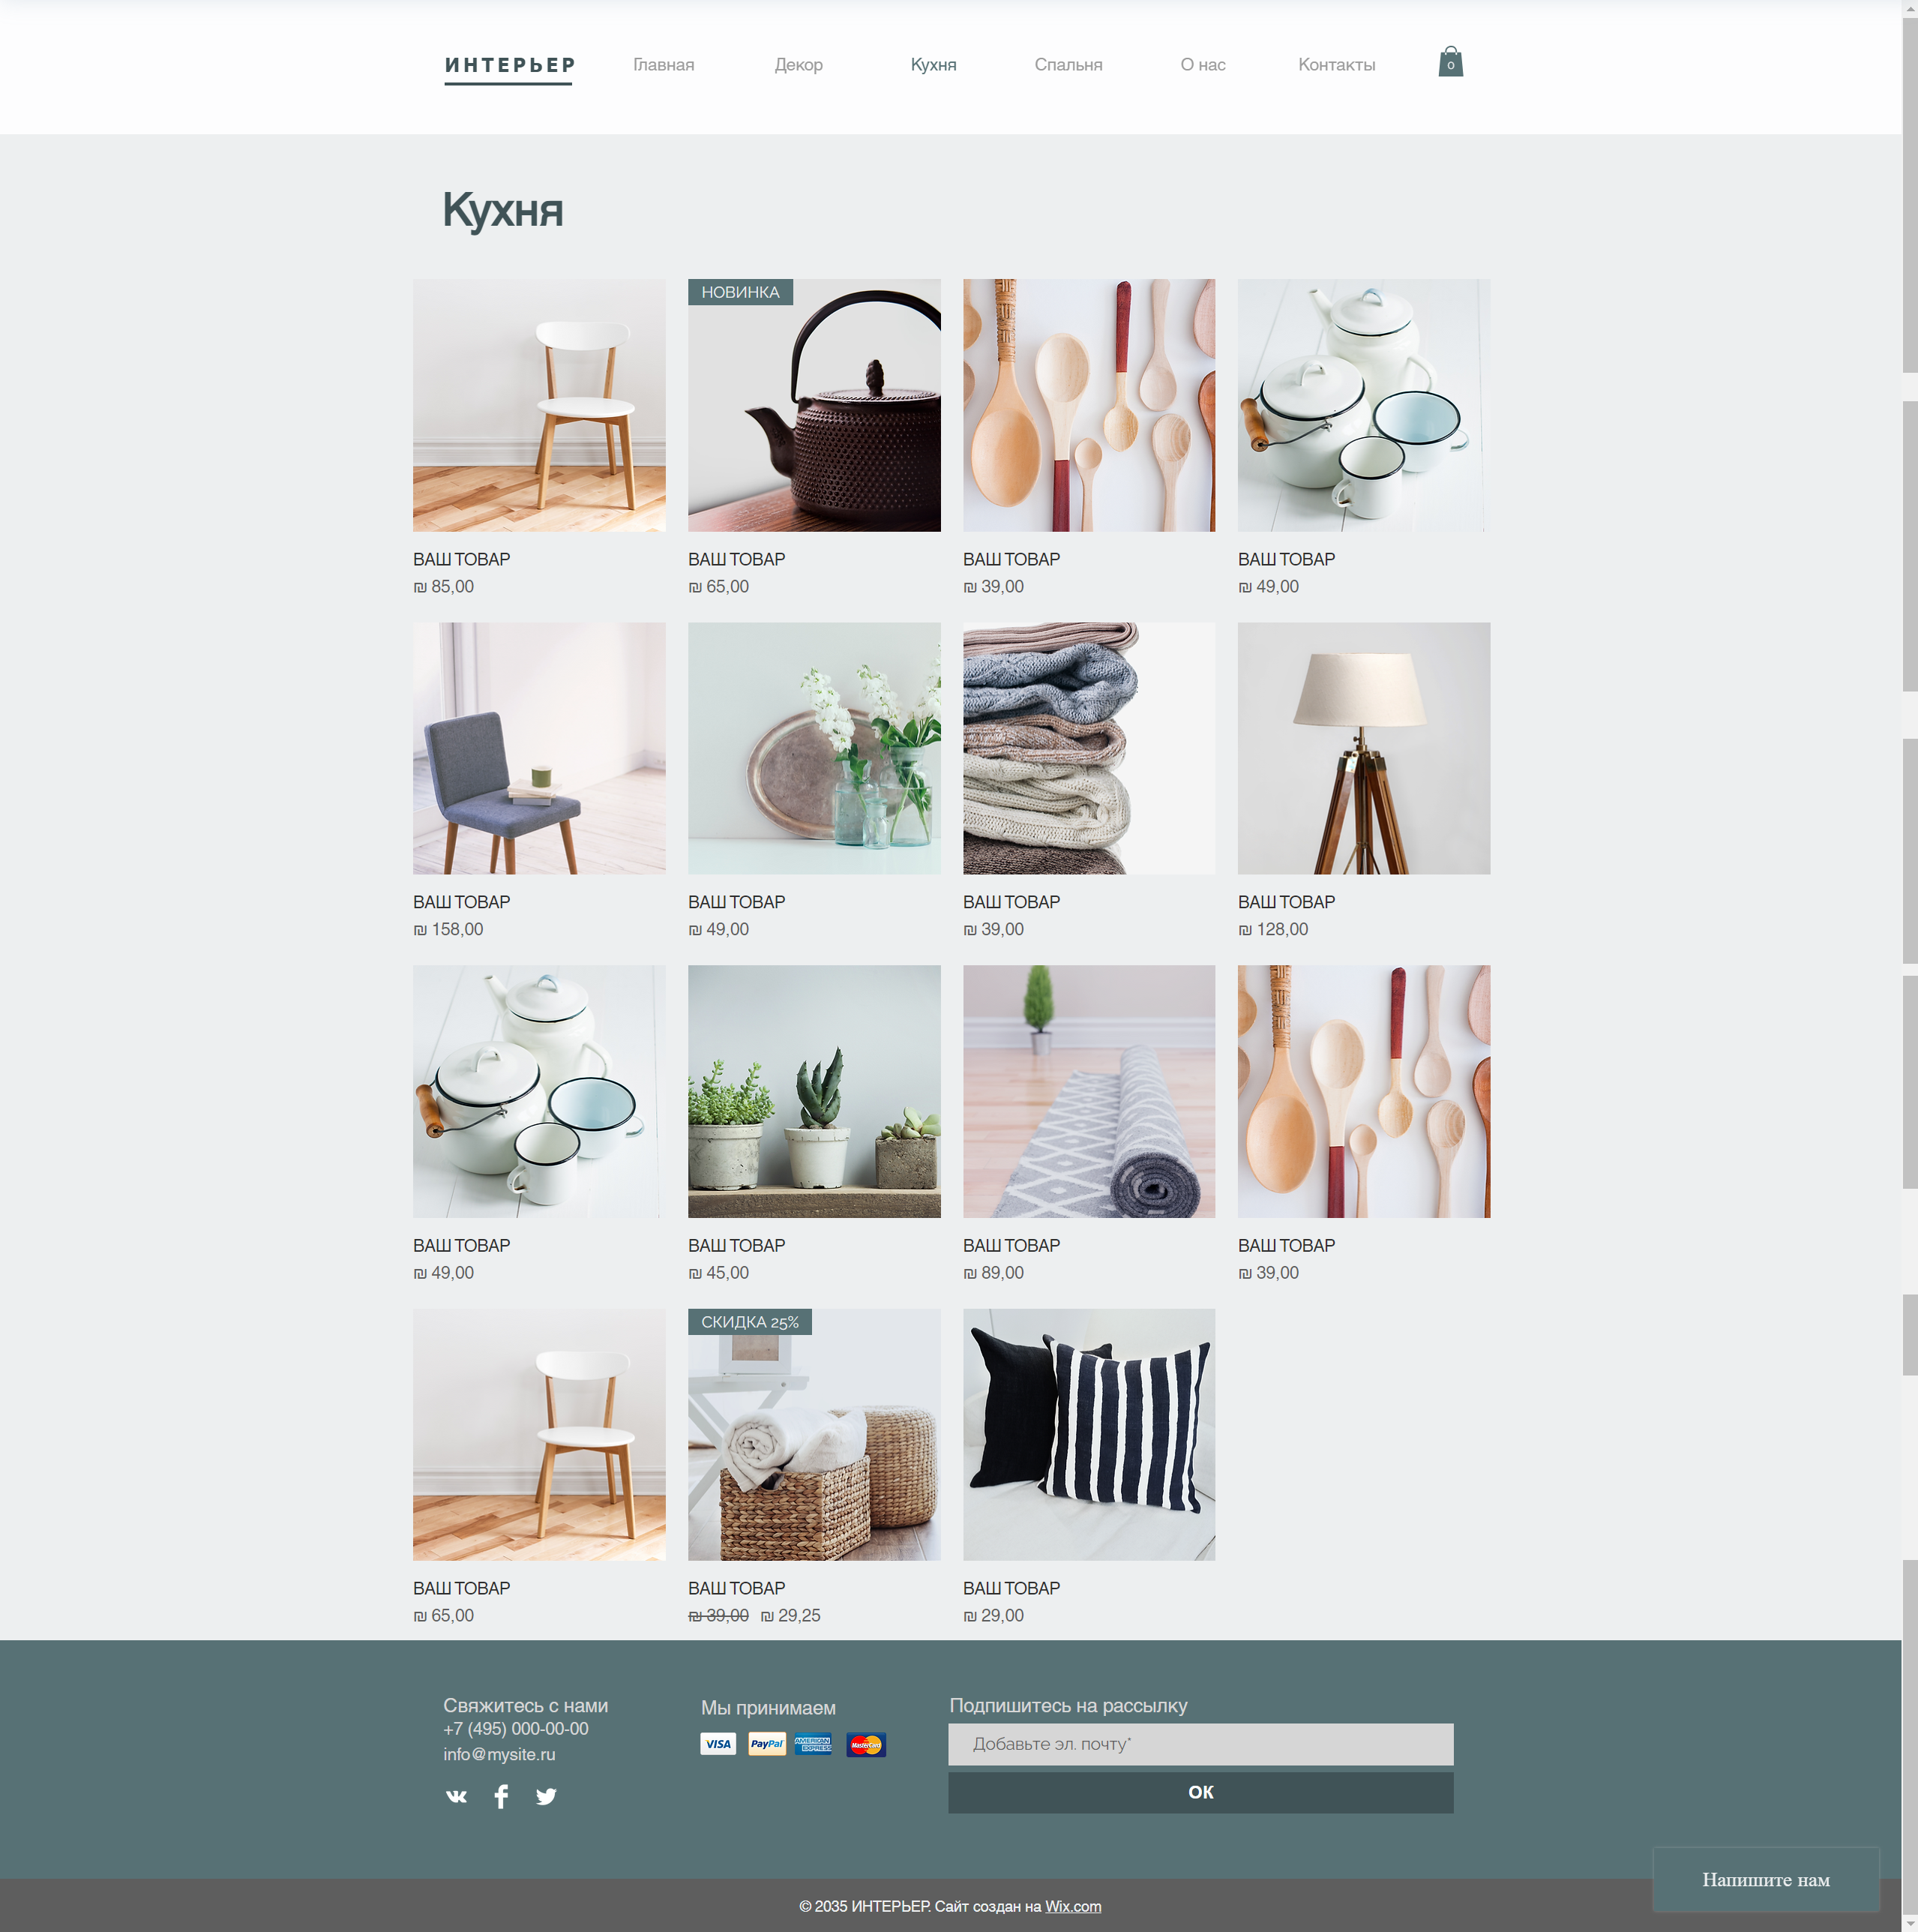 ИНТЕРЬЕР
Главная
Декор
Кухня
Спальня
О нас
Контакты
0
Кухня
НОВИНКА
ВАШ ТОВАР
₪ 85,00
ВАШ ТОВАР
₪ 65,00
ВАШ ТОВАР
₪ 39,00
ВАШ ТОВАР
₪ 49,00
ВАШ ТОВАР
₪ 158,00
ВАШ ТОВАР
₪ 49,00
ВАШ ТОВАР
₪ 39,00
ВАШ ТОВАР
₪ 128,00
ВАШ ТОВАР
₪ 49,00
ВАШ ТОВАР
₪ 45,00
ВАШ ТОВАР
₪ 89,00
ВАШ ТОВАР
₪ 39,00
СКИДКА 25%
ВАШ ТОВАР
₪ 65,00
ВАШ ТОВАР
₪ 39,00 ₪ 29,25
ВАШ ТОВАР
₪ 29,00
Свяжитесь с нами
+7 (495) 000-00-00
info@mysite.ru
Мы принимаем
VISA
PayPal
AMERICAN
EXPRESS
MasterCard
Подпишитесь на рассылку
Добавьте эл. почту*
ОК
Напишите нам
© 2035 ИНТЕРЬЕР. Сайт создан на Wix.com